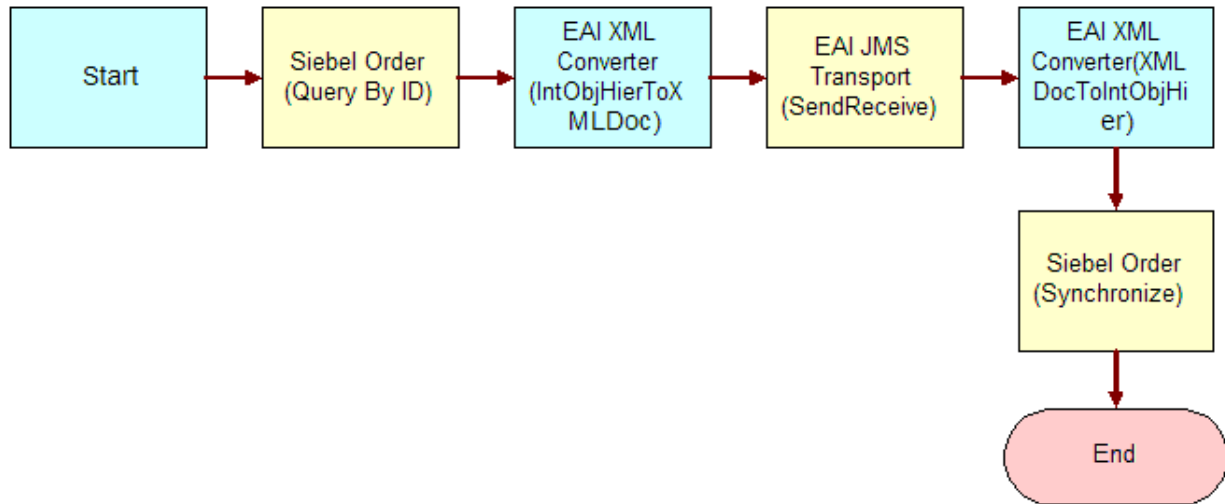 Start
Siebel Order
(Query By ID)
EAI XML
Converter
(IntObjHierToX
MLDoc)
EAI JMS
Transport
(SendReceive)
EAI XML
Converter(XML
DocToIntObjHi
er)
Siebel Order
(Synchronize)
End